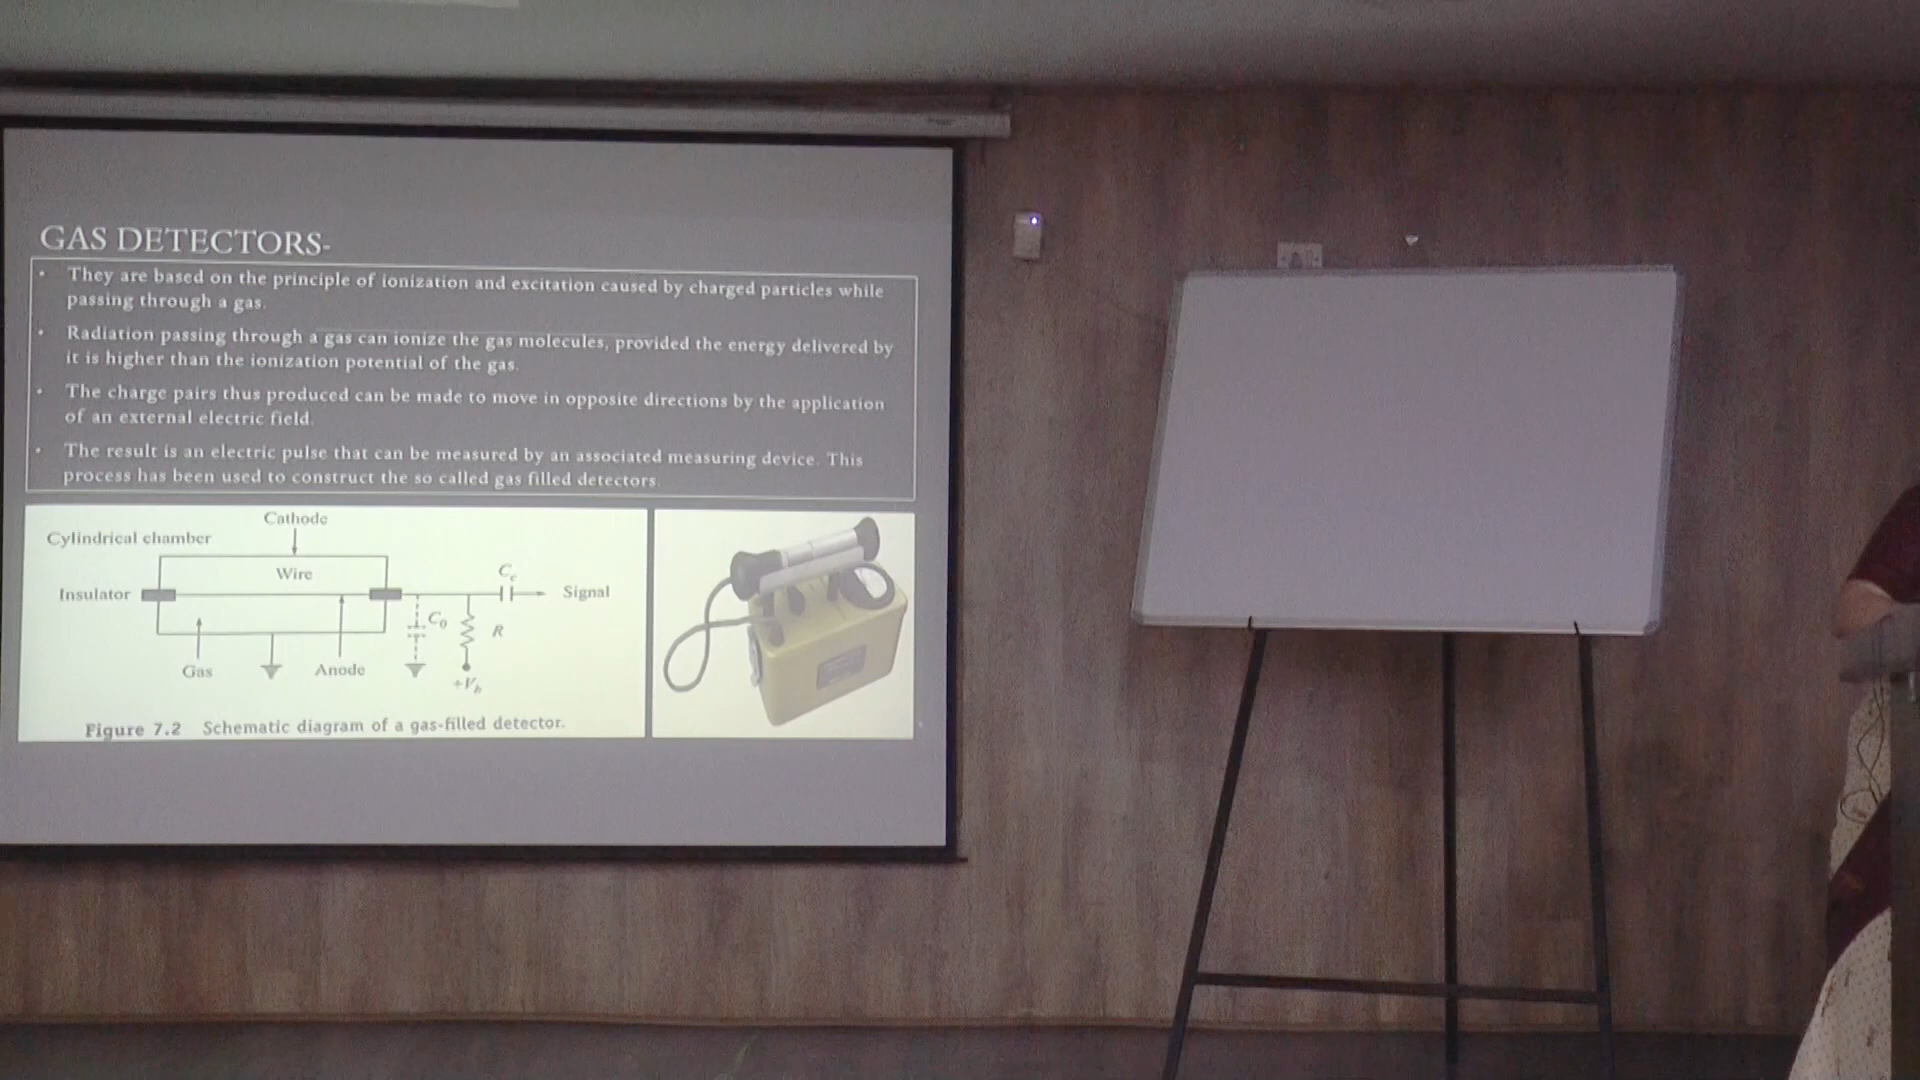 GAS DETECTORS-
• They are based on the principle of ionization and excitation caused by charged particles while
passing through a gas.
• Radiation passing through a gas can ionize the gas molecules, provided the energy delivered by
it is higher than the ionization potential of the gas.
• The charge pairs thus produced can be made to move in opposite directions by the application
of an external electric field.
• The result is an electric pulse that can be measured by an associated measuring device. This
process has been used to construct the so called gas filled detectors.
Cathode
Cylindrical chamber
Wire
Cc
Insulator
Signal
C0
R
Gas
Anode
+Vh
Figure 7.2 Schematic diagram of a gas-filled detector.